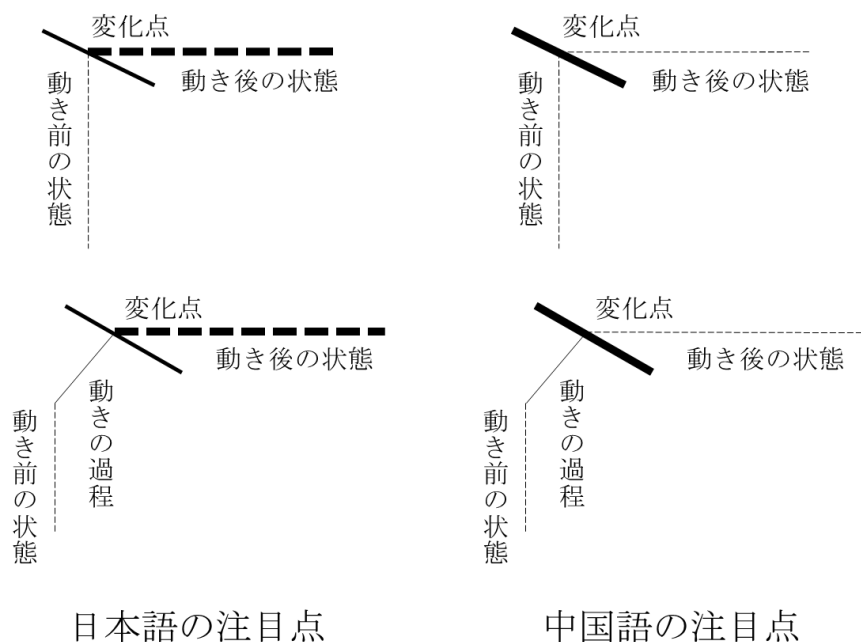 変化点
動き後の状態
動き前の状態
変化点
動き後の状態
動き前の状態
変化点
動き後の状態
動きの過程
動き前の状態
変化点
動き後の状態
動きの過程
動き前の状態
日本語の注目点
中国語の注目点